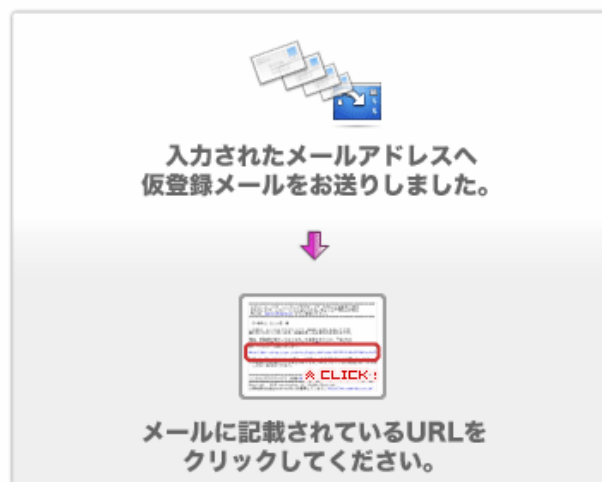 入力されたメールアドレスへ
仮登録メールをお送りしました。
CLICK!
メールに記載されているURLを
クリックしてください。